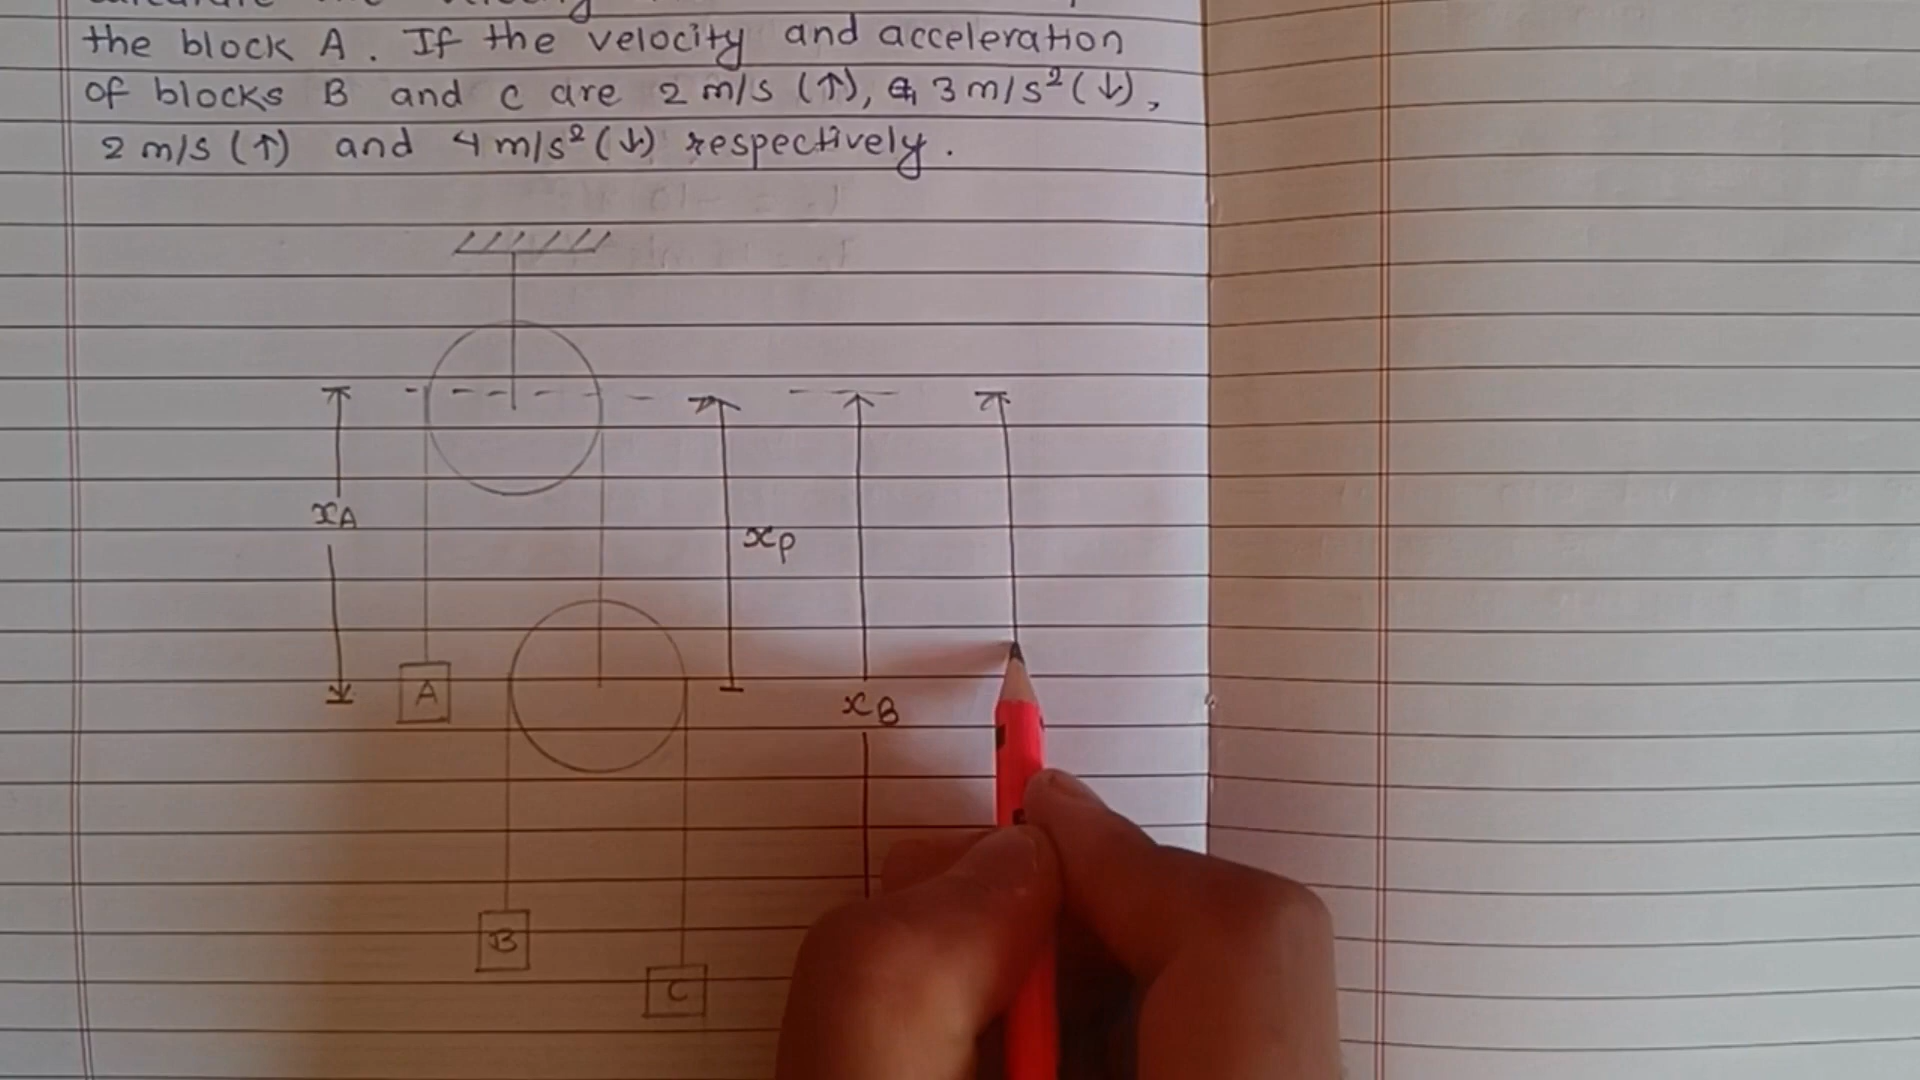 the block A. If the velocity and acceleration
of blocks B and C are 2 m/s (↑), 3 m/s² (↓),
2 m/s (↑) and 4 m/s² (↓) respectively.
xA
xp
A
xB
B
C